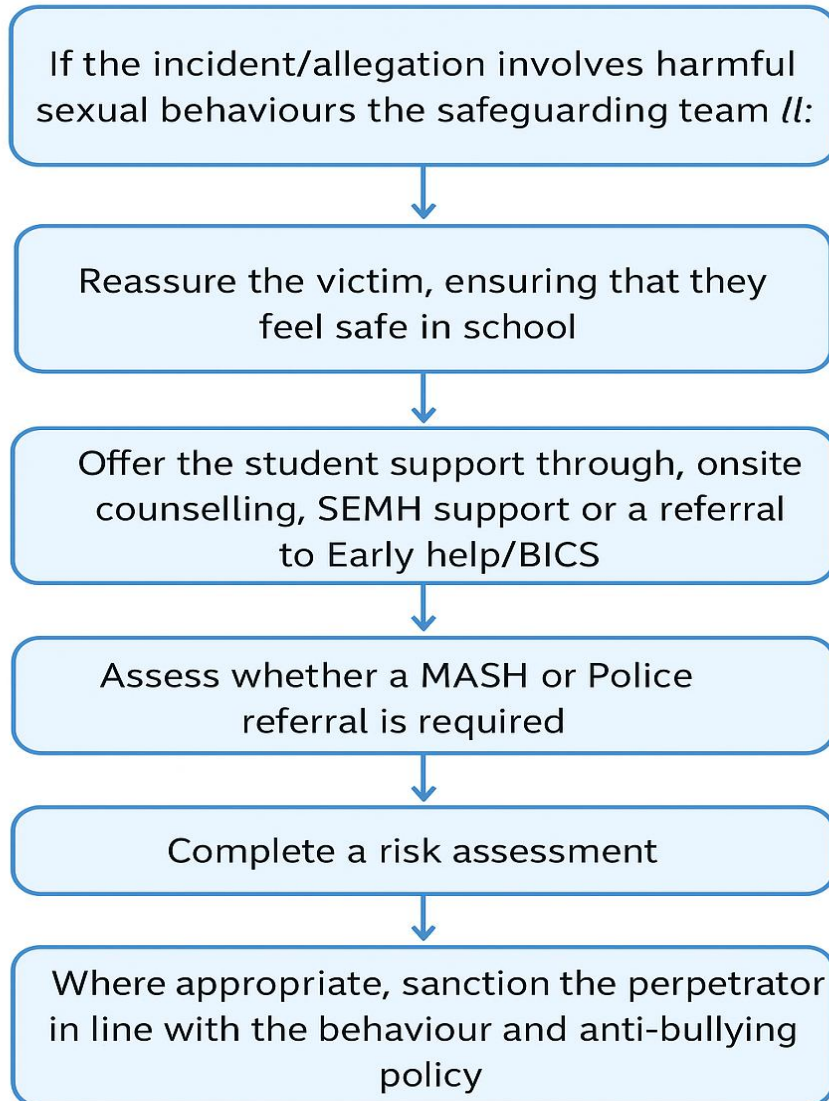 If the incident/allegation involves harmful
sexual behaviours the safeguarding team ll:
Reassure the victim, ensuring that they
feel safe in school
Offer the student support through, onsite
counselling, SEMH support or a referral
to Early help/BICS
Assess whether a MASH or Police
referral is required
Complete a risk assessment
Where appropriate, sanction the perpetrator
in line with the behaviour and anti-bullying
policy